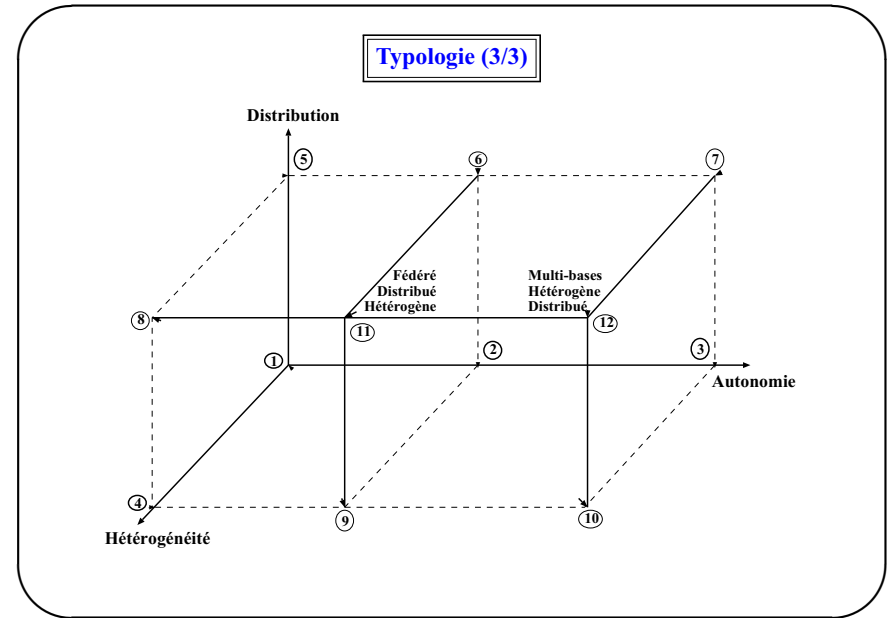 Typologie (3/3)
Distribution
5
6
7
Fédéré
Distribué
Hétérogène
Multi-bases
Hétérogène
Distribué
8
11
12
1
2
3
Autonomie
4
9
10
Hétérogénéité